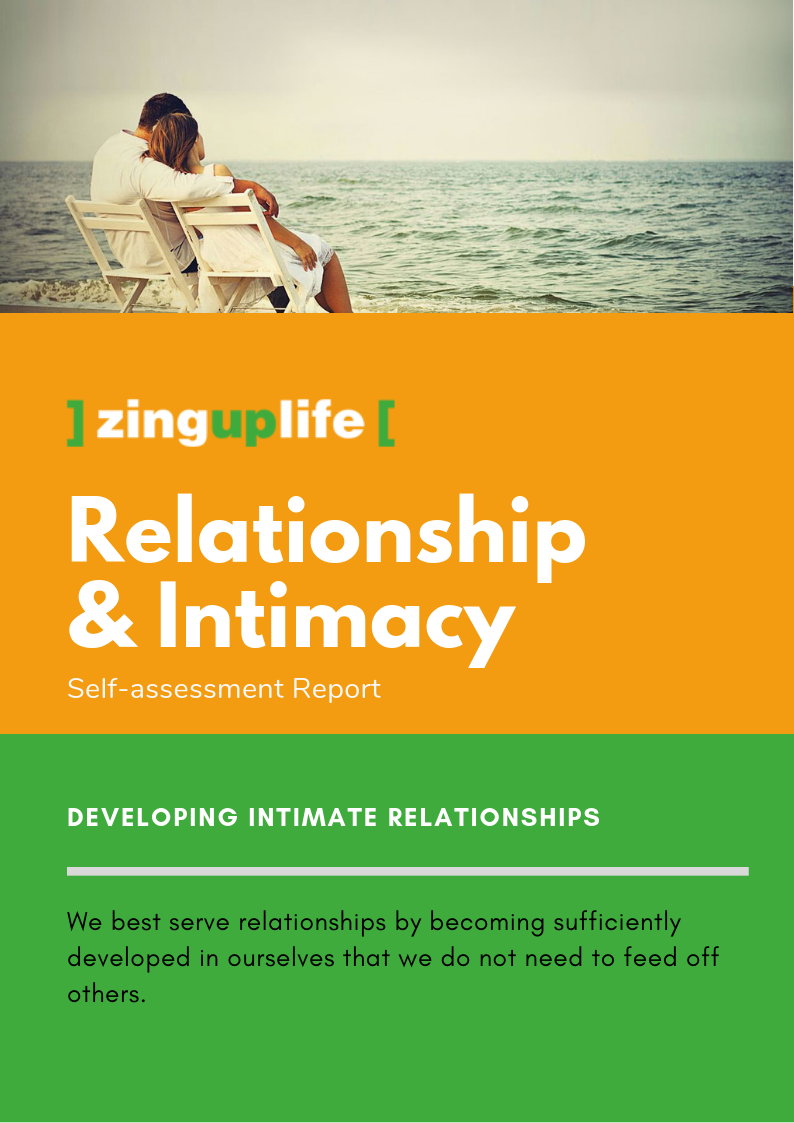 ] zinguplife [
Relationship
& Intimacy
Self-assessment Report
DEVELOPING INTIMATE RELATIONSHIPS
We best serve relationships by becoming sufficiently
developed in ourselves that we do not need to feed off
others.